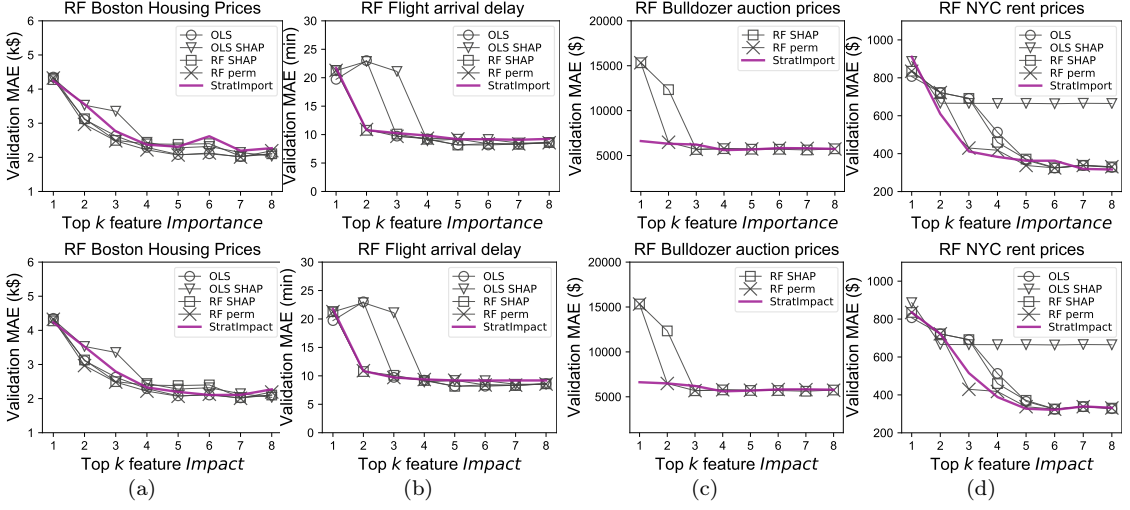 RF Boston Housing Prices
Validation MAE (k$)
6
5
4
3
2
1
OLS
OLS SHAP
RF SHAP
RF perm
StratImport
1 2 3 4 5 6 7 8
Top k feature Importance
RF Flight arrival delay
Validation MAE (min)
30
25
20
15
10
5
0
OLS
OLS SHAP
RF SHAP
RF perm
StratImport
1 2 3 4 5 6 7 8
Top k feature Importance
RF Bulldozer auction prices
Validation MAE ($)
20000
15000
10000
5000
RF SHAP
RF perm
StratImport
1 2 3 4 5 6 7 8
Top k feature Importance
RF NYC rent prices
Validation MAE ($)
1000
800
600
400
200
OLS
OLS SHAP
RF SHAP
RF perm
StratImport
1 2 3 4 5 6 7 8
Top k feature Importance
RF Boston Housing Prices
Validation MAE (k$)
6
5
4
3
2
1
OLS
OLS SHAP
RF SHAP
RF perm
StratImpact
1 2 3 4 5 6 7 8
Top k feature Impact
(a)
RF Flight arrival delay
Validation MAE (min)
30
25
20
15
10
5
0
OLS
OLS SHAP
RF SHAP
RF perm
StratImpact
1 2 3 4 5 6 7 8
Top k feature Impact
(b)
RF Bulldozer auction prices
Validation MAE ($)
20000
15000
10000
5000
RF SHAP
RF perm
StratImpact
1 2 3 4 5 6 7 8
Top k feature Impact
(c)
RF NYC rent prices
Validation MAE ($)
1000
800
600
400
200
OLS
OLS SHAP
RF SHAP
RF perm
StratImpact
1 2 3 4 5 6 7 8
Top k feature Impact
(d)